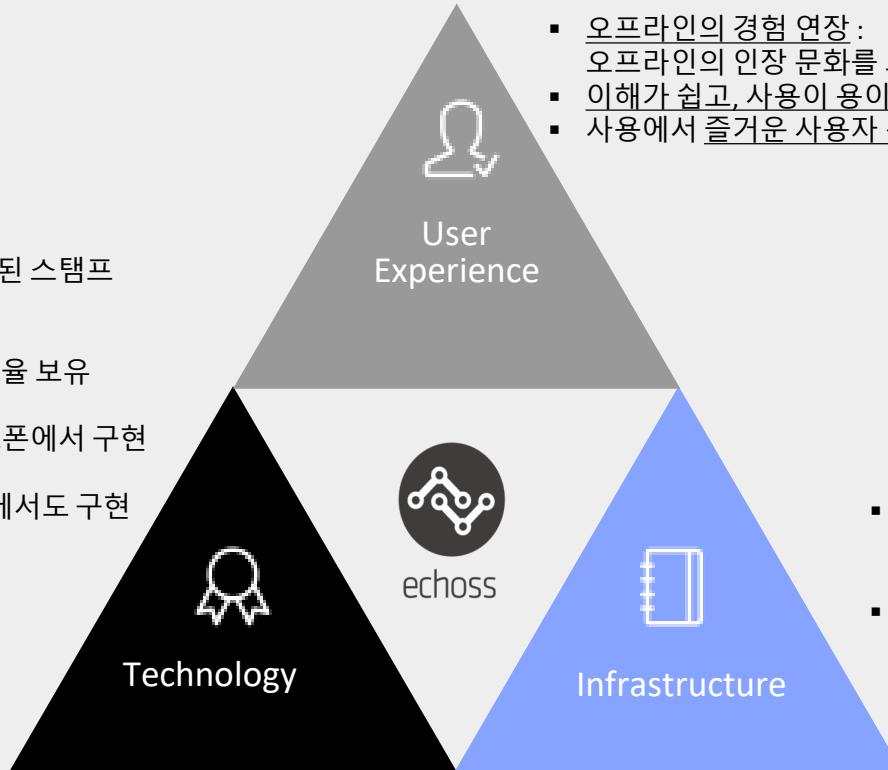 ▪ 오프라인의 경험 연장 :
오프라인의 인장 문화를
▪ 이해가 쉽고, 사용이 용이
▪ 사용에서 즐거운 사용자
User
Experience
된 스탬프
율 보유
폰에서 구현
에서도 구현
echoss
Technology
Infrastructure